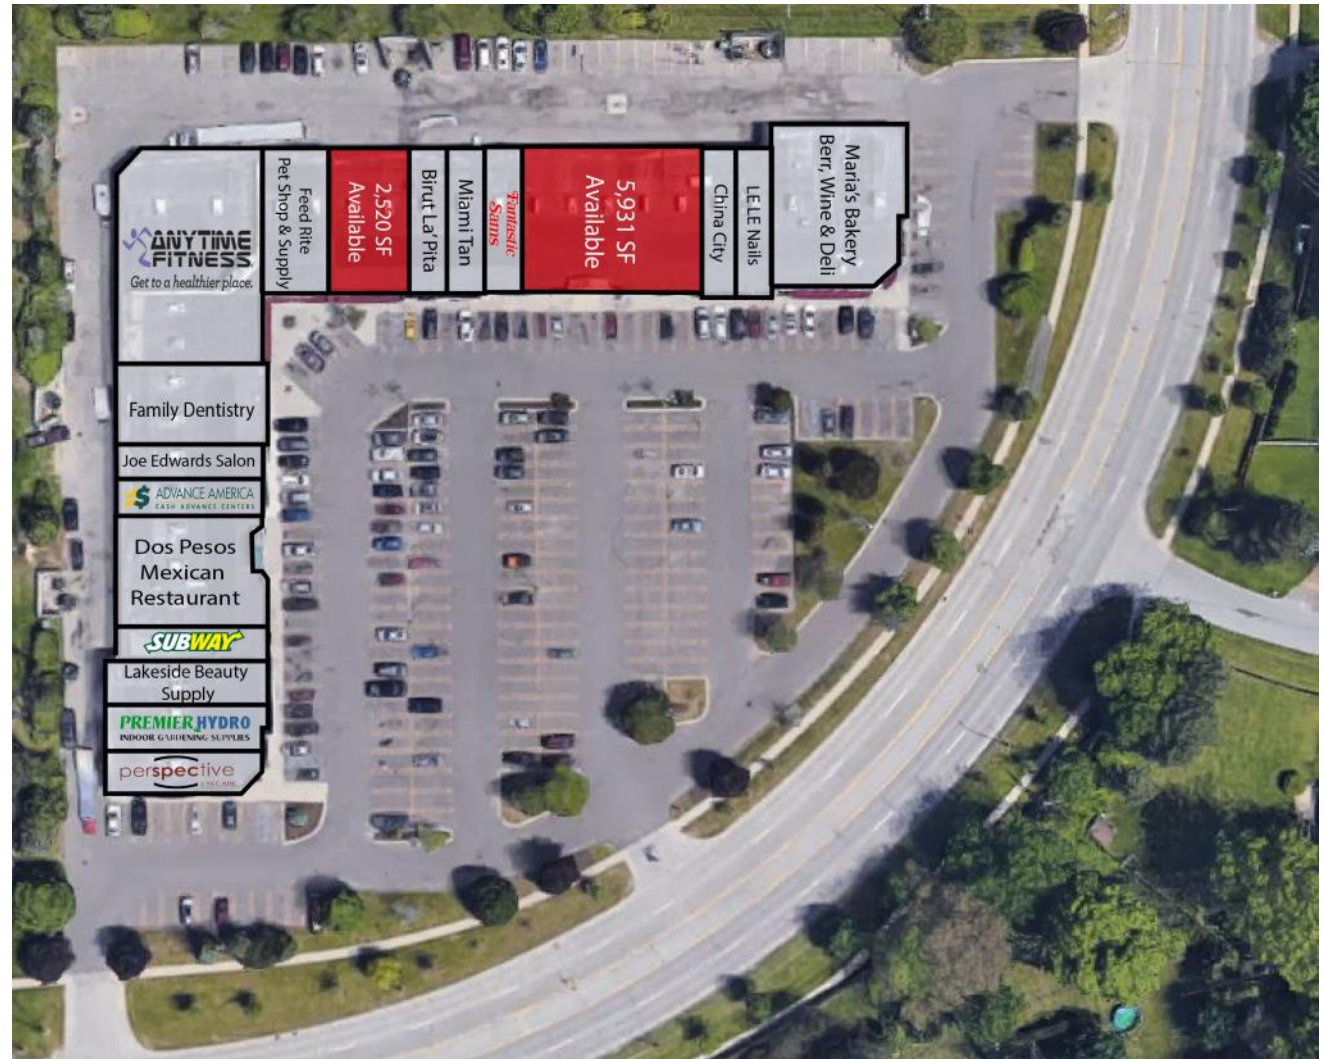 ANYTIME
FITNESS
Get to a healthier place.
Feed Rite
Pet Shop & Supply
2,520 SF
Available
Birut La'Pita
Miami Tan
Fantastic
Sams
5,931 SF
Available
China City
LE LE Nails
Maria's Bakery
Berr, Wine & Deli
Family Dentistry
Joe Edwards Salon
$ ADVANCE AMERICA
CASH ADVANCE CENTERS
Dos Pesos
Mexican
Restaurant
SUBWAY
Lakeside Beauty
Supply
PREMIER HYDRO
INDOOR GARDENING SUPPLIES
perspective
EYECARE